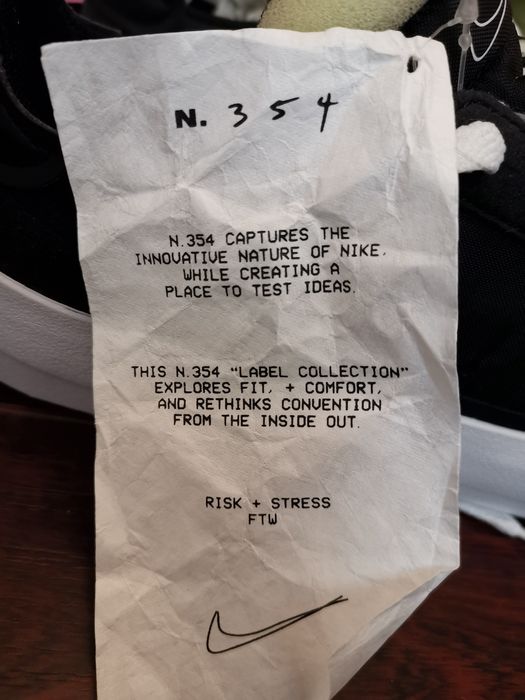 N. 354
N.354 CAPTURES THE
INNOVATIVE NATURE OF NIKE.
WHILE CREATING A
PLACE TO TEST IDEAS.
THIS N.354 "LABEL COLLECTION"
EXPLORES FIT, + COMFORT,
AND RETHINKS CONVENTION
FROM THE INSIDE OUT.
RISK + STRESS
FTW